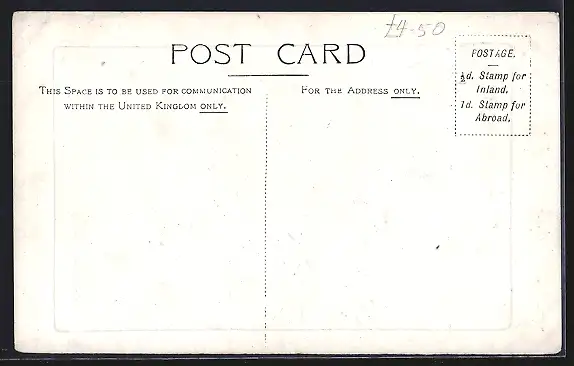 £4-50
POST CARD
THIS SPACE IS TO BE USED FOR COMMUNICATION
WITHIN THE UNITED KINGDOM ONLY.
FOR THE ADDRESS ONLY.
POSTAGE.
½d. Stamp for
Inland.
1d. Stamp for
Abroad.